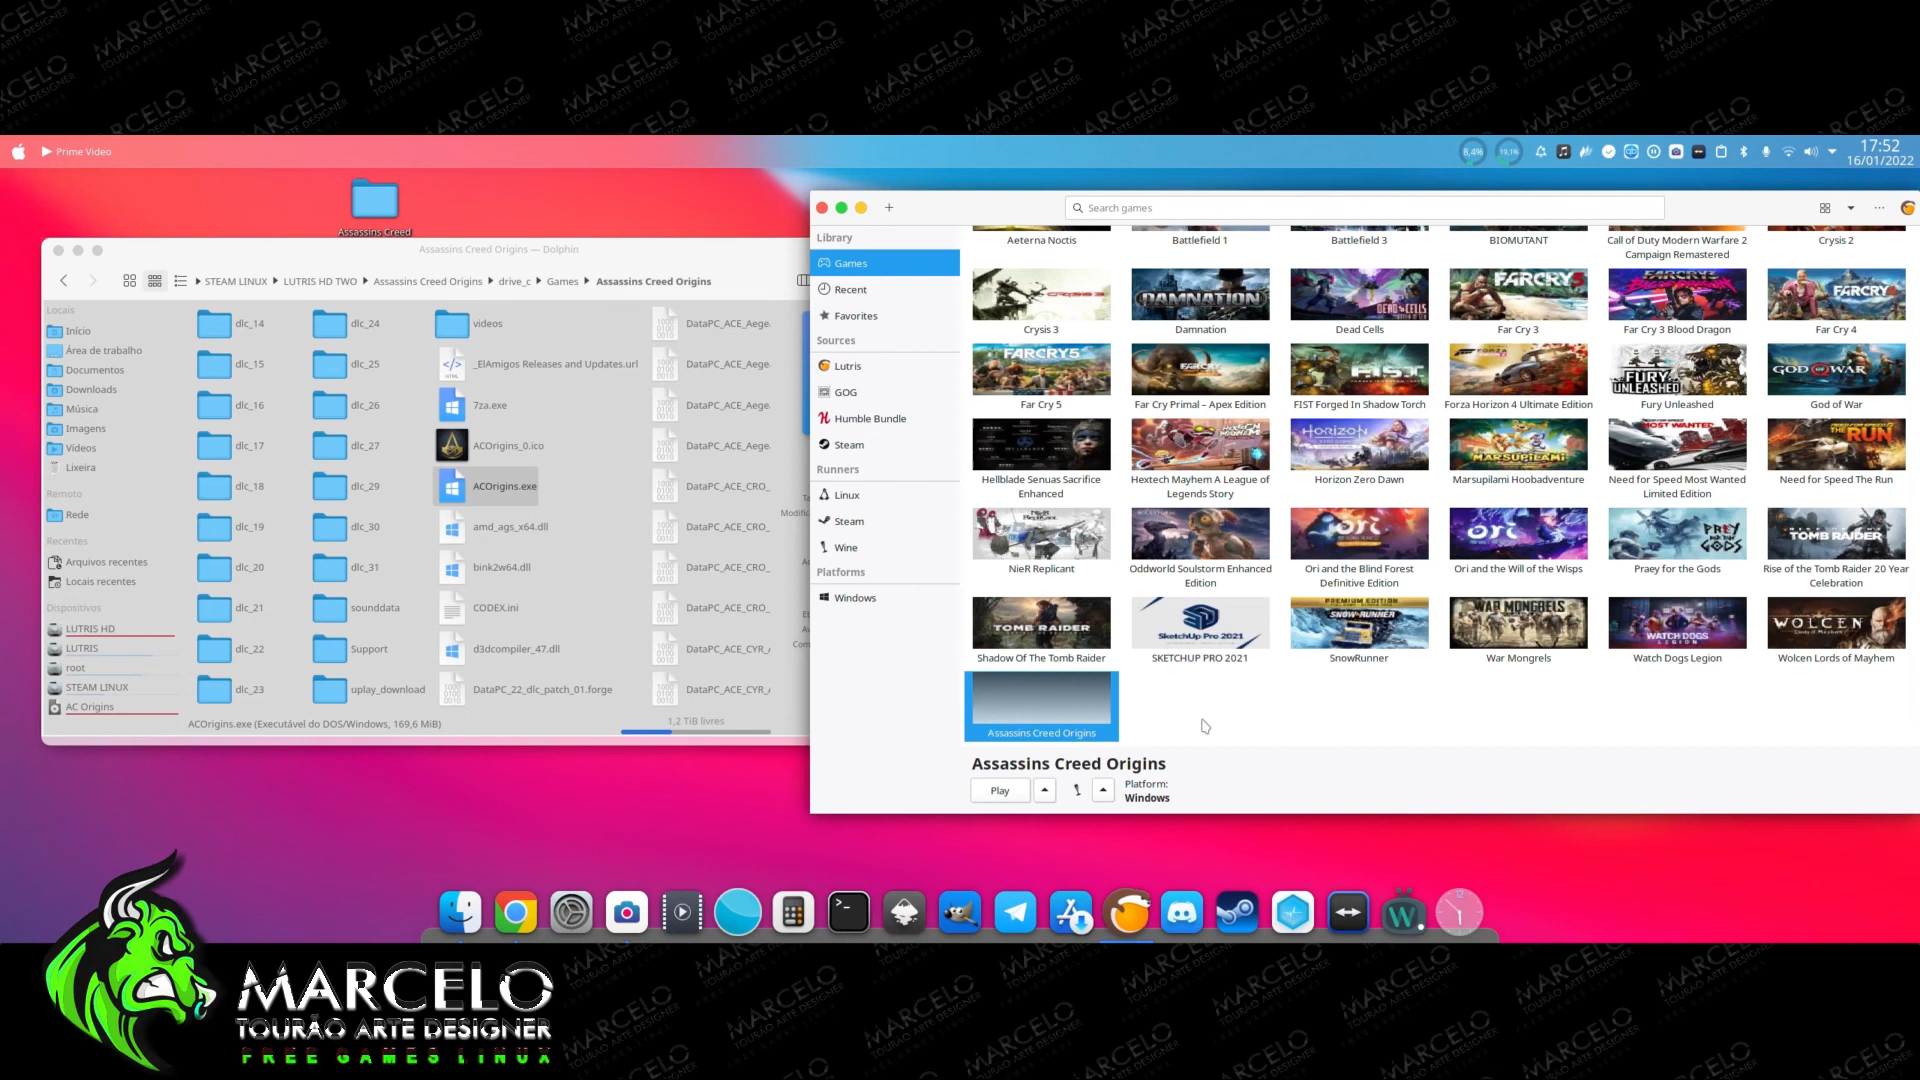 Prime Video
8,4%
19,1%
17:52
16/01/2022
Assassins Creed
Assassins Creed Origins — Dolphin
STEAM LINUX
LUTRIS HD TWO
Assassins Creed Origins
drive_c
Games
Assassins Creed Origins
Locais
Início
Área de trabalho
Documentos
Downloads
Música
Imagens
Vídeos
Lixeira
Remoto
Rede
Recentes
Arquivos recentes
Locais recentes
Dispositivos
LUTRIS HD
LUTRIS
root
STEAM LINUX
AC Origins
dlc_14
dlc_15
dlc_16
dlc_17
dlc_18
dlc_19
dlc_20
dlc_21
dlc_22
dlc_23
dlc_24
dlc_25
dlc_26
dlc_27
dlc_29
dlc_30
dlc_31
sounddata
Support
uplay_download
videos
_ElAmigos Releases and Updates.url
7za.exe
ACOrigins_0.ico
ACOrigins.exe
amd_ags_x64.dll
bink2w64.dll
CODEX.ini
d3dcompiler_47.dll
DataPC_22_dlc_patch_01.forge
DataPC_ACE_Aege
DataPC_ACE_Aege
DataPC_ACE_Aege
DataPC_ACE_Aege
DataPC_ACE_CRO_
DataPC_ACE_CRO_
DataPC_ACE_CRO_
DataPC_ACE_CRO_
DataPC_ACE_CYR_
DataPC_ACE_CYR_
ACOrigins.exe (Executável do DOS/Windows, 169,6 MiB)
1,2 TiB livres
Search games
Library
Games
Recent
Favorites
Sources
Lutris
GOG
Humble Bundle
Steam
Runners
Linux
Steam
Wine
Platforms
Windows
Aeterna Noctis
Battlefield 1
Battlefield 3
BIOMUTANT
Call of Duty Modern Warfare 2
Campaign Remastered
Crysis 2
Crysis 3
Damnation
Dead Cells
Far Cry 3
Far Cry 3 Blood Dragon
Far Cry 4
Far Cry 5
Far Cry Primal – Apex Edition
FIST Forged In Shadow Torch
Forza Horizon 4 Ultimate Edition
Fury Unleashed
God of War
Hellblade Senuas Sacrifice
Enhanced
Hextech Mayhem A League of
Legends Story
Horizon Zero Dawn
Marsupilami Hoobadventure
Need for Speed Most Wanted
Limited Edition
Need for Speed The Run
NieR Replicant
Oddworld Soulstorm Enhanced
Edition
Ori and the Blind Forest
Definitive Edition
Ori and the Will of the Wisps
Praey for the Gods
Rise of the Tomb Raider 20 Year
Celebration
Shadow Of The Tomb Raider
SKETCHUP PRO 2021
SnowRunner
War Mongrels
Watch Dogs Legion
Wolcen Lords of Mayhem
Assassins Creed Origins
Assassins Creed Origins
Play
Platform:
Windows
MARCELO
TOURÃO ARTE DESIGNER
FREE GAMES LINUX